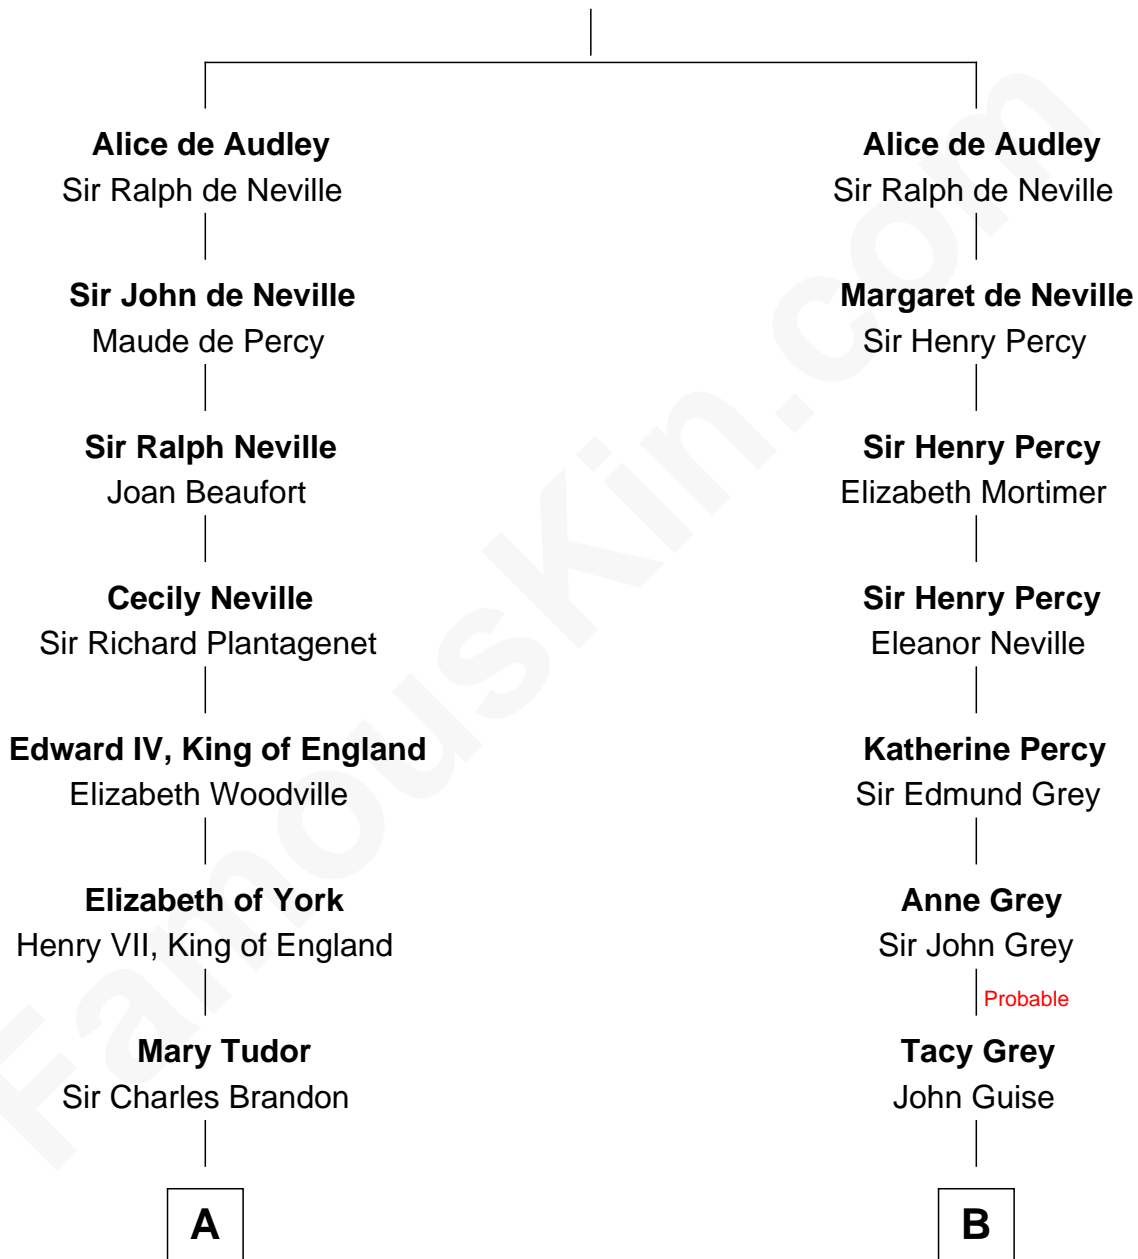 Alice de Audley
Sir Ralph de Neville
Alice de Audley
Sir Ralph de Neville
Sir John de Neville
Maude de Percy
Margaret de Neville
Sir Henry Percy
Sir Ralph Neville
Joan Beaufort
Sir Henry Percy
Elizabeth Mortimer
Cecily Neville
Sir Richard Plantagenet
Sir Henry Percy
Eleanor Neville
Edward IV, King of England
Elizabeth Woodville
Katherine Percy
Sir Edmund Grey
Elizabeth of York
Henry VII, King of England
Anne Grey
Sir John Grey
Probable
Mary Tudor
Sir Charles Brandon
Tacy Grey
John Guise
A
B
FamousKin.com